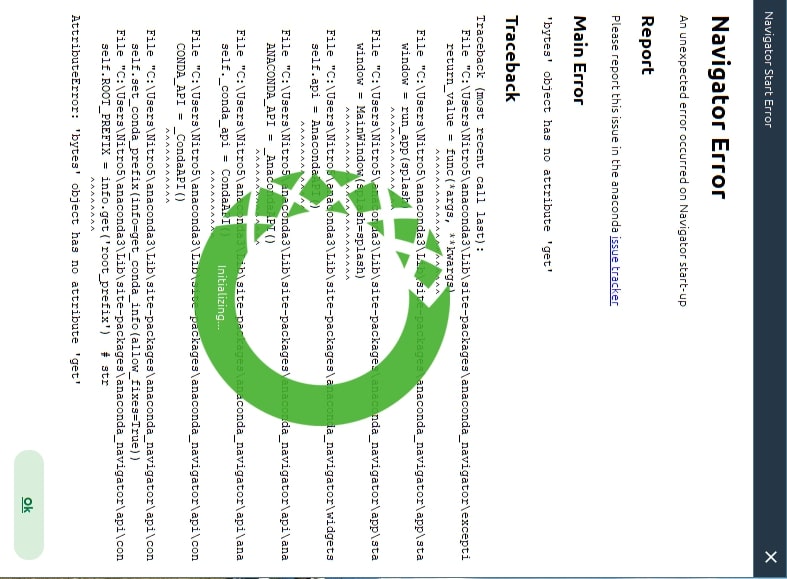 Navigator Start Error
Navigator Error
An unexpected error occurred on Navigator start-up
Report
Please report this issue in the anaconda issue tracker
Main Error
'bytes' object has no attribute 'get'
Traceback
Traceback (most recent call last):
File "C:\Users\Nitro5\anaconda3\Lib\site-packages\anaconda_navigator\excepti
return_value = func(*args, **kwargs)
^^^^^^^^^^^^^^^^^^^^^
File "C:\Users\Nitro5\anaconda3\Lib\site-packages\anaconda_navigator\app\sta
window = run_app(splash)
^^^^^^^^^^^^^^^
File "C:\Users\Nitro5\anaconda3\Lib\site-packages\anaconda_navigator\app\sta
window = MainWindow(splash=splash)
^^^^^^^^^^^^^^^^^^^^^^^^^
File "C:\Users\Nitro5\anaconda3\Lib\site-packages\anaconda_navigator\widgets
self.api = AnacondaAPI()
^^^^^^^^^^^^^
File "C:\Users\Nitro5\anaconda3\Lib\site-packages\anaconda_navigator\api\ana
ANACONDA_API = _AnacondaAPI()
^^^^^^^^^^^^^^
File "C:\Users\Nitro5\anaconda3\Lib\site-packages\anaconda_navigator\api\ana
self._conda_api = CondaAPI()
^^^^^^^^^^
Initializing...
File "C:\Users\Nitro5\anaconda3\Lib\site-packages\anaconda_navigator\api\con
CONDA_API = _CondaAPI()
^^^^^^^^^^^
File "C:\Users\Nitro5\anaconda3\Lib\site-packages\anaconda_navigator\api\con
self.set_conda_prefix(info=get_conda_info(allow_fixes=True))
File "C:\Users\Nitro5\anaconda3\Lib\site-packages\anaconda_navigator\api\con
self.ROOT_PREFIX = info.get('root_prefix') # str
^^^^^^^^
AttributeError: 'bytes' object has no attribute 'get'
Ok